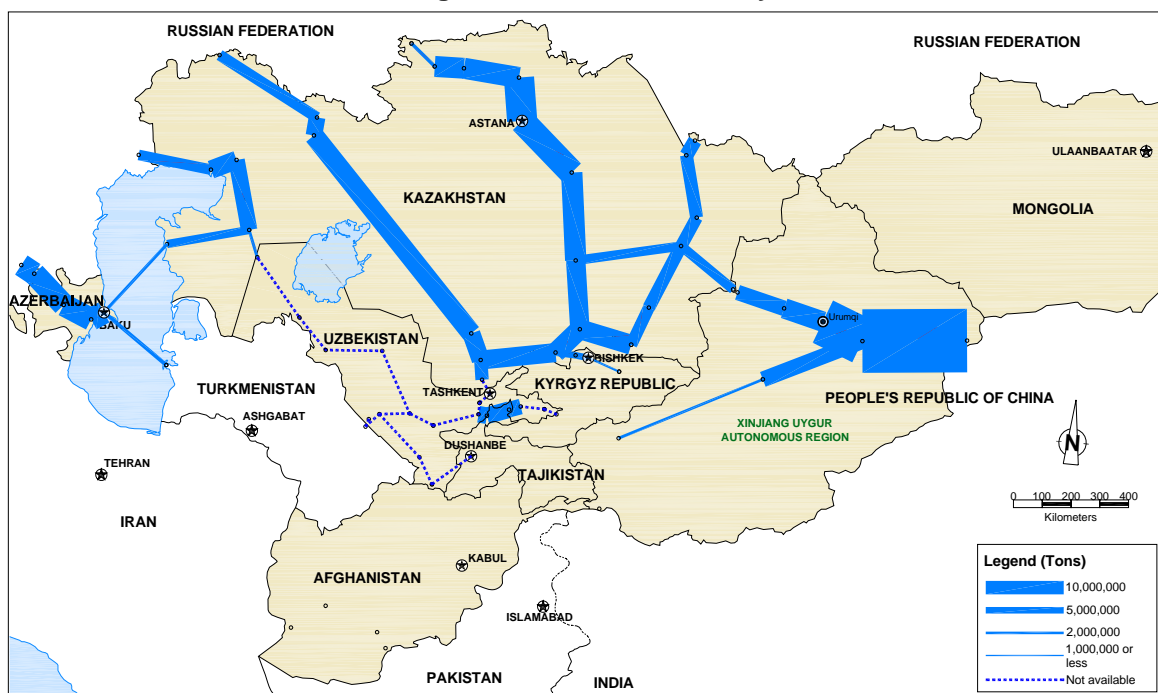 RUSSIAN FEDERATION
RUSSIAN FEDERATION
ASTANA
ULAANBAATAR
KAZAKHSTAN
MONGOLIA
AZERBAIJAN
BAKU
Urumqi
UZBEKISTAN
BISHKEK
KYRGYZ REPUBLIC
TURKMENISTAN
TASHKENT
PEOPLE'S REPUBLIC OF CHINA
ASHGABAT
XINJIANG UYGUR
AUTONOMOUS REGION
DUSHANBE
TEHRAN
TAJIKISTAN
N
IRAN
0 100 200 300 400
Kilometers
KABUL
AFGHANISTAN
ISLAMABAD
PAKISTAN
INDIA
Legend (Tons)
10,000,000
5,000,000
2,000,000
1,000,000 or
less
Not available